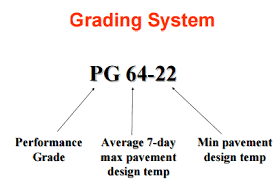 Grading System
PG 64-22
Performance
Grade
Average 7-day
max pavement
design temp
Min pavement
design temp